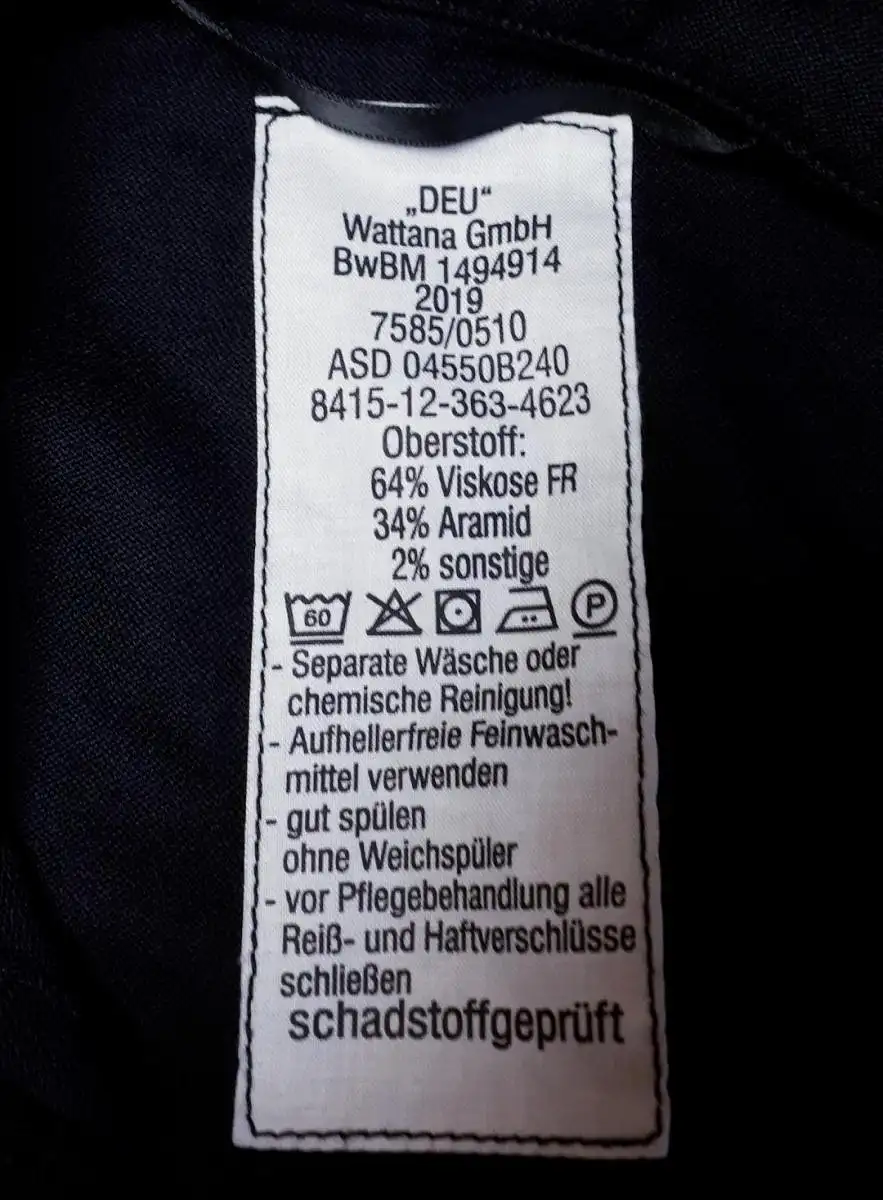 „DEU“
Wattana GmbH
BwBM 1494914
2019
7585/0510
ASD 04550B240
8415-12-363-4623
Oberstoff:
64% Viskose FR
34% Aramid
2% sonstige
60 P
- Separate Wäsche oder
chemische Reinigung!
- Aufhellerfreie Feinwasch-
mittel verwenden
- gut spülen
ohne Weichspüler
- vor Pflegebehandlung alle
Reiß- und Haftverschlüsse
schließen
schadstoffgeprüft